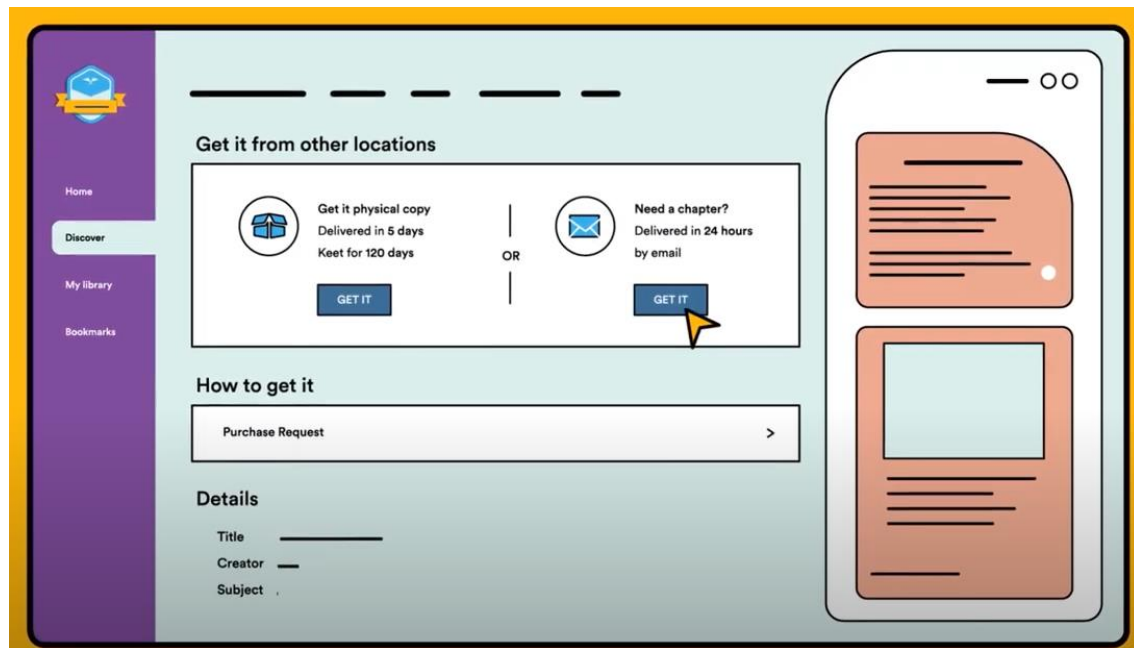 Home
Discover
My library
Bookmarks
Get it from other locations
Get it physical copy
Delivered in 5 days
Keet for 120 days
GET IT
OR
Need a chapter?
Delivered in 24 hours
by email
GET IT
How to get it
Purchase Request >
Details
Title
Creator
Subject